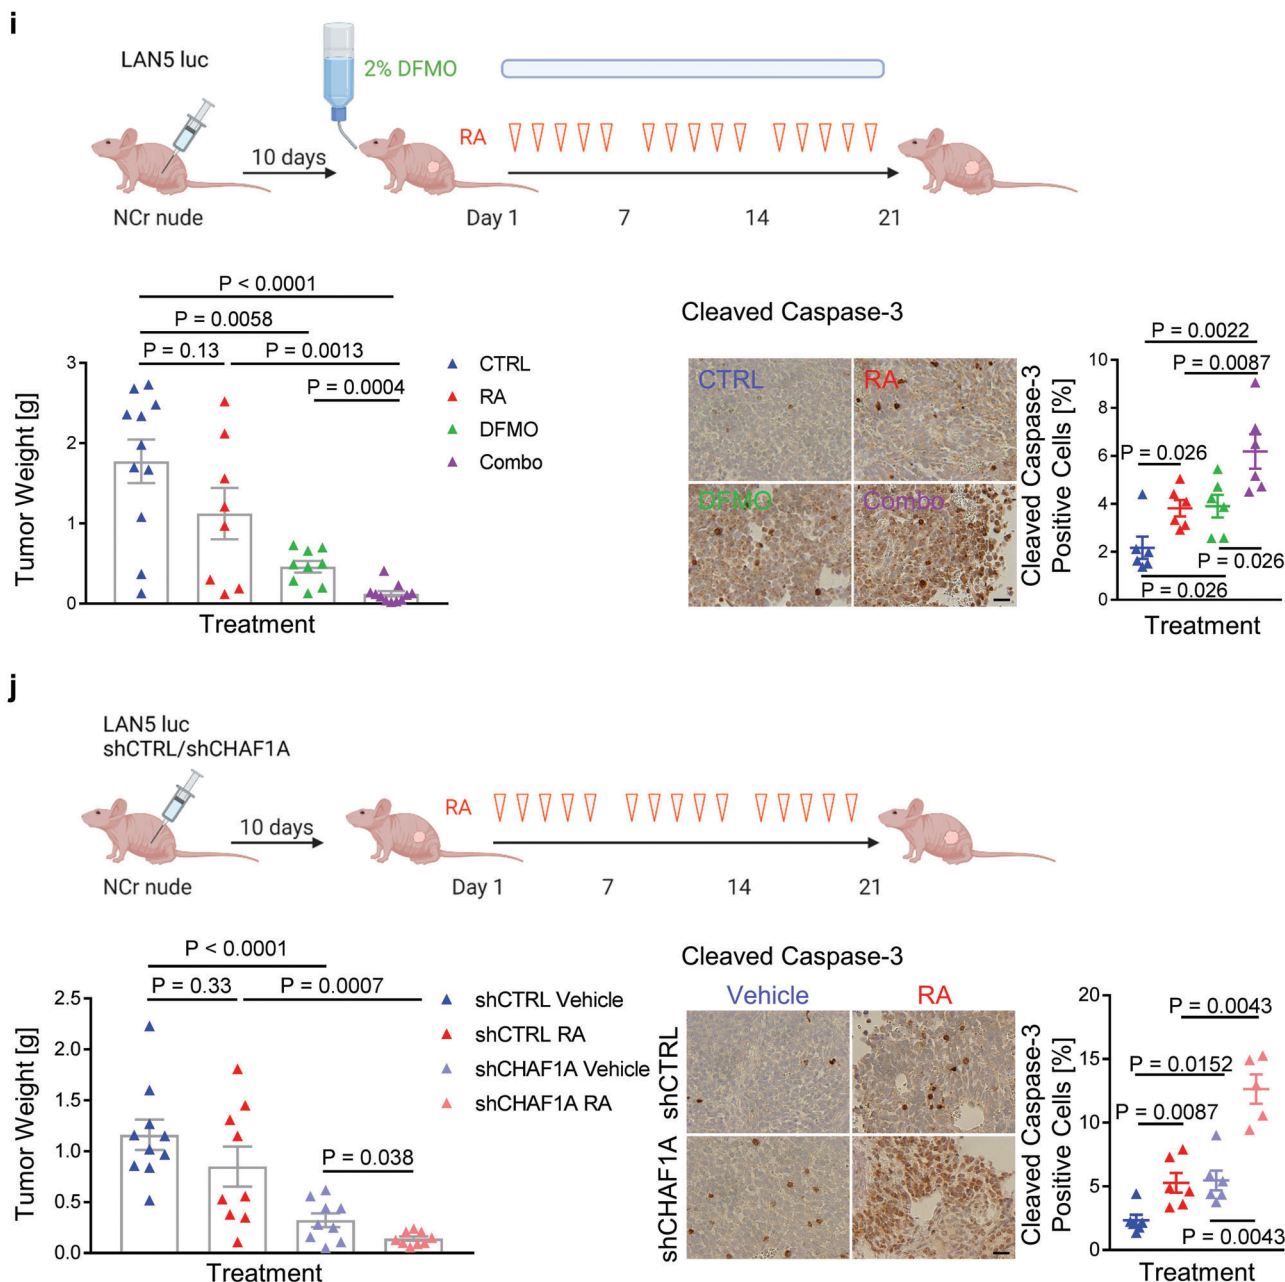 i
LAN5 luc
2% DFMO
RA
10 days
NCr nude
Day 1 7 14 21
P < 0.0001
P = 0.0058
P = 0.13 P = 0.0013
P = 0.0004
3
2
1
0
Tumor Weight [g]
Treatment
CTRL
RA
DFMO
Combo
Cleaved Caspase-3
CTRL RA
DFMO Combo
Cleaved Caspase-3
Positive Cells [%]
10
8
6
4
2
0
P = 0.0022
P = 0.0087
P = 0.026
P = 0.026
P = 0.026
Treatment
j
LAN5 luc
shCTRL/shCHAF1A
RA
10 days
NCr nude
Day 1 7 14 21
P < 0.0001
P = 0.33 P = 0.0007
P = 0.038
2.5
2.0
1.5
1.0
0.5
0.0
Tumor Weight [g]
Treatment
shCTRL Vehicle
shCTRL RA
shCHAF1A Vehicle
shCHAF1A RA
Cleaved Caspase-3
Vehicle RA
shCTRL
shCHAF1A
Cleaved Caspase-3
Positive Cells [%]
20
15
10
5
0
P = 0.0043
P = 0.0152
P = 0.0087
P = 0.0043
Treatment